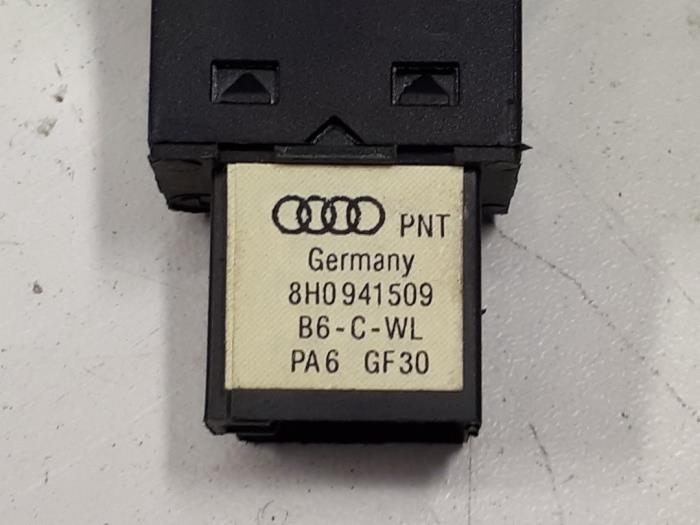 PNT
Germany
8H0941509
B6-C-WL
PA6 GF30